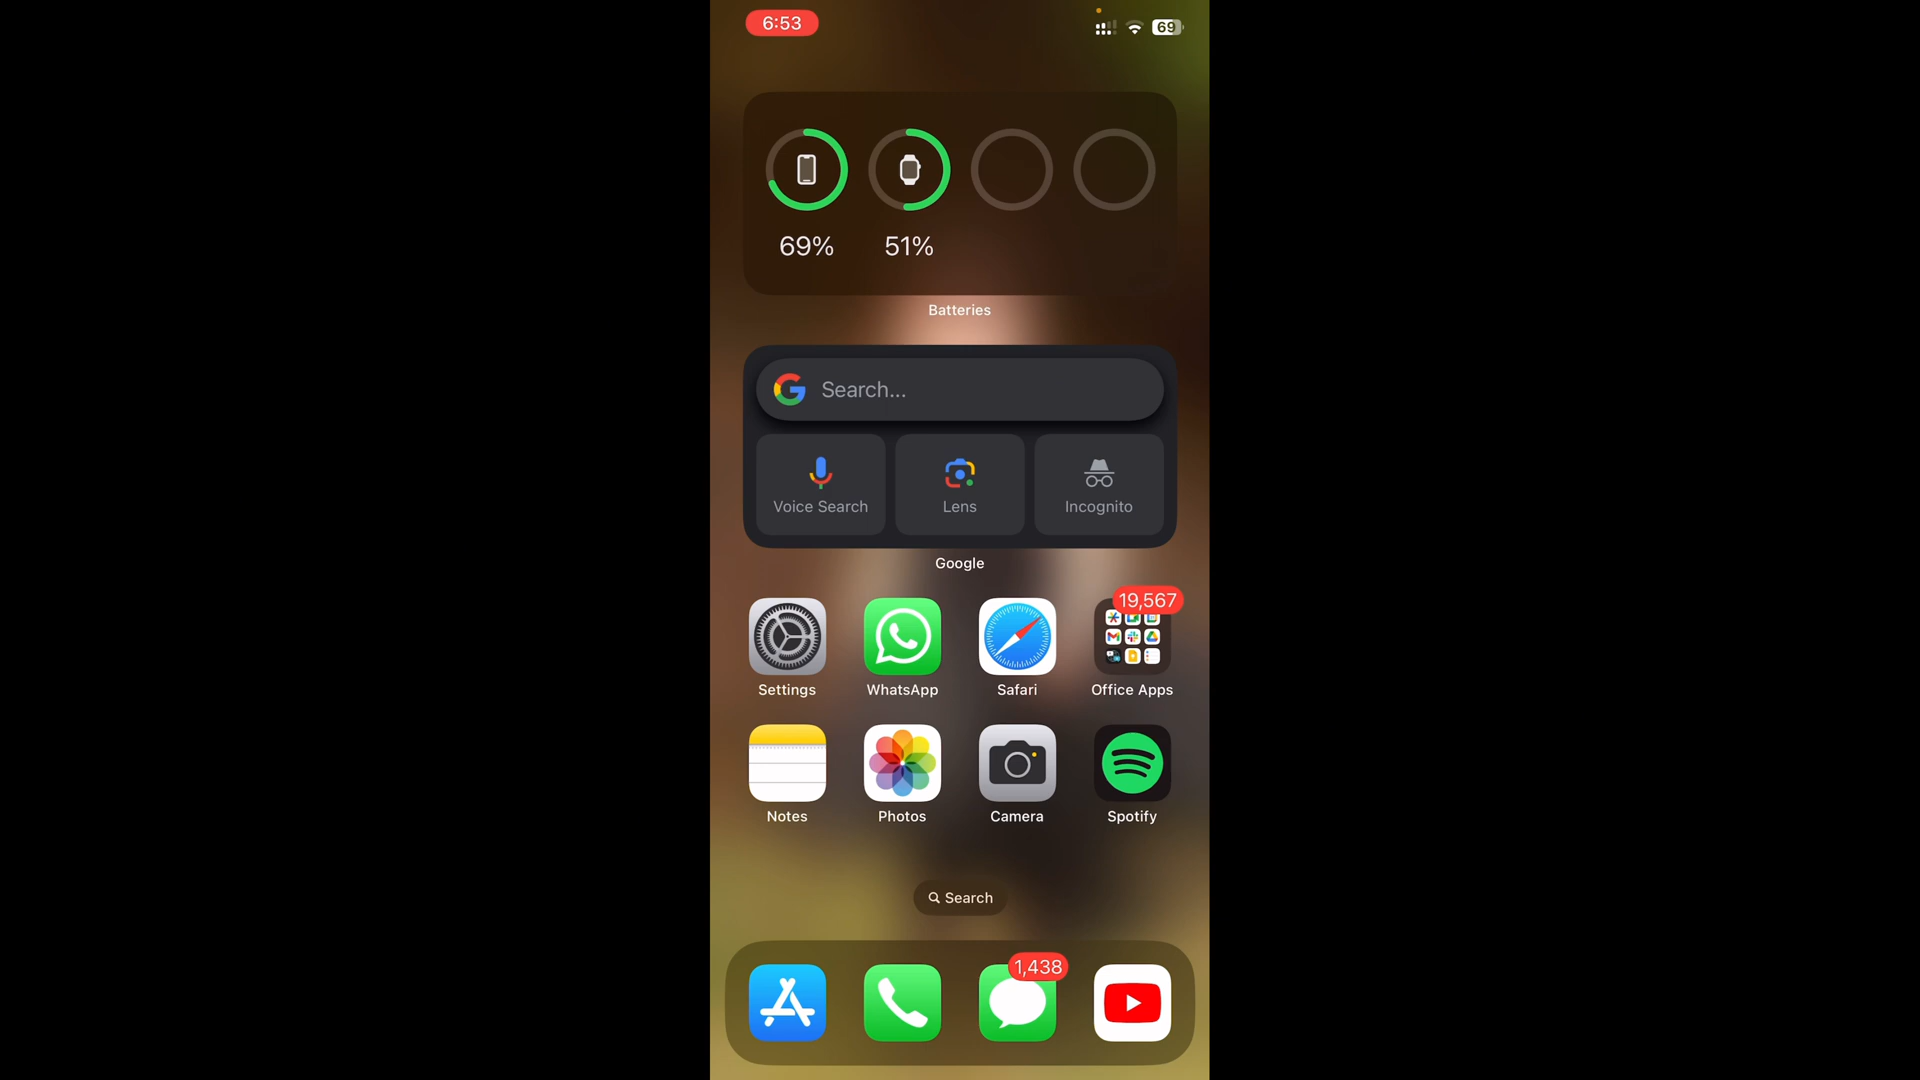 6:53
69
69%
51%
Batteries
Search...
Voice Search
Lens
Incognito
Google
19,567
Settings
WhatsApp
Safari
Office Apps
Notes
Photos
Camera
Spotify
Search
1,438